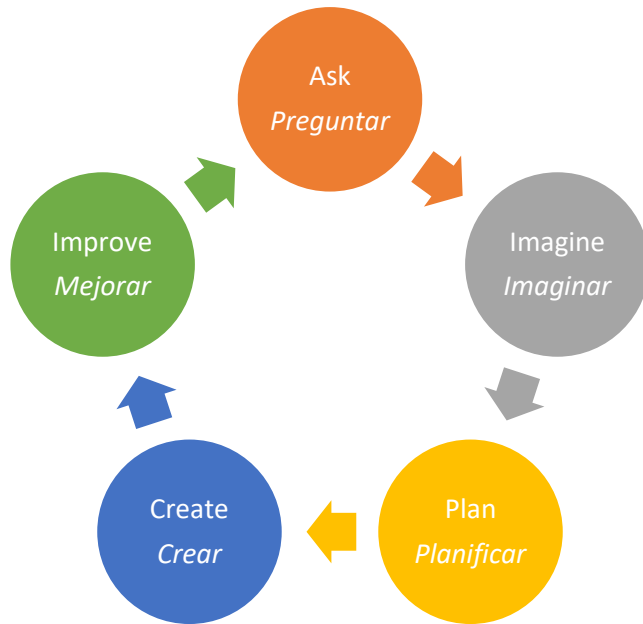 Ask
Preguntar
Imagine
Imaginar
Plan
Planificar
Create
Crear
Improve
Mejorar